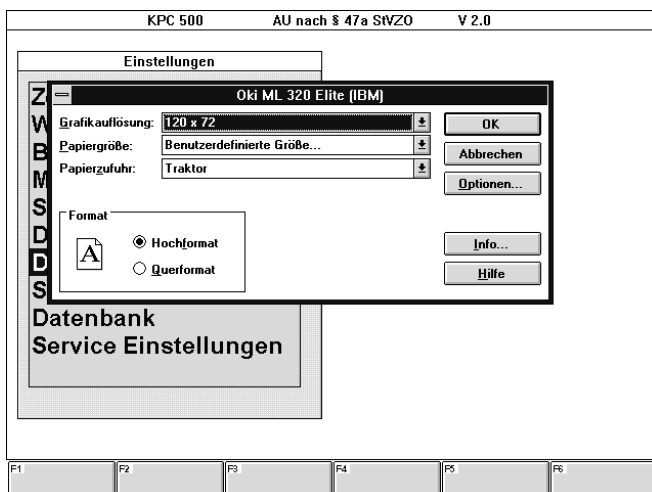 KPC 500 AU nach § 47a StVZO V 2.0
Einstellungen
Z
W
B
M
S
D
D
S
Datenbank
Service Einstellungen
Oki ML 320 Elite (IBM)
Grafikauflösung: 120 x 72
Papiergröße: Benutzerdefinierte Größe...
Papierzufuhr: Traktor
Format
A
Hochformat
Querformat
OK
Abbrechen
Optionen...
Info...
Hilfe
F1 F2 F3 F4 F5 F6